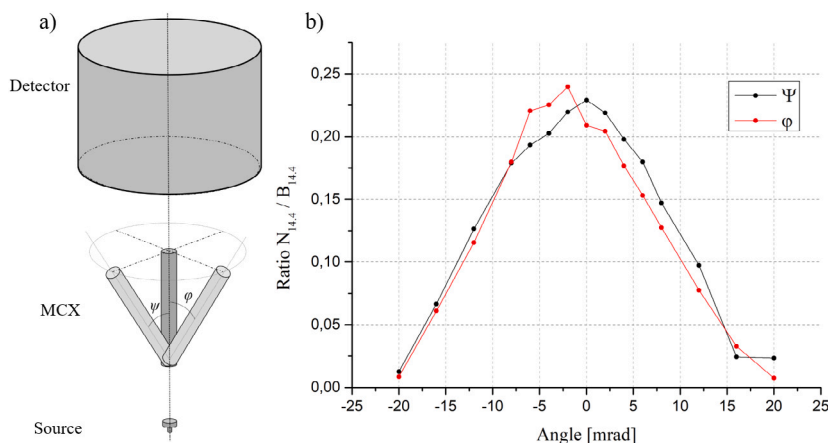 a)
Detector
MCX
ψ
φ
Source
b)
Ratio N14.4 / B14.4
0,25
0,20
0,15
0,10
0,05
0,00
-25 -20 -15 -10 -5 0 5 10 15 20 25
Angle [mrad]
Ψ
φ